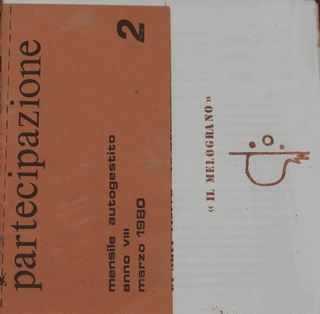 partecipazione
2
mensile autogestito
anno VIII
marzo 1980
« IL MELOGRANO »